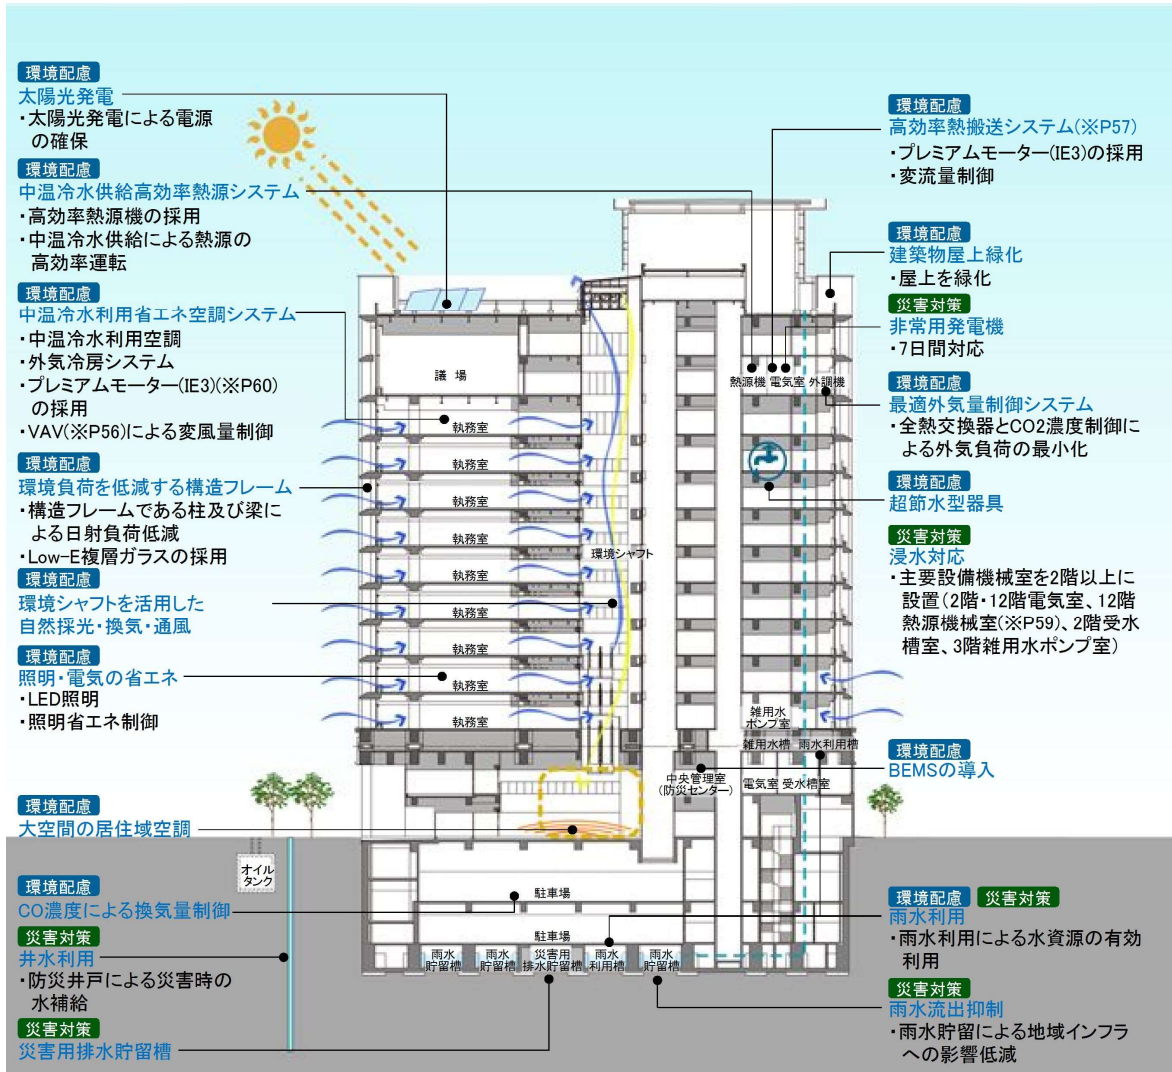 環境配慮
太陽光発電
・太陽光発電による電源
の確保
環境配慮
中温冷水供給高効率熱源システム
・高効率熱源機の採用
・中温冷水供給による熱源の
高効率運転
環境配慮
中温冷水利用省エネ空調システム
・中温冷水利用空調
・外気冷房システム
・プレミアムモーター(IE3)(※P60)
の採用
・VAV(※P56)による変風量制御
環境配慮
環境負荷を低減する構造フレーム
・構造フレームである柱及び梁に
よる日射負荷低減
・Low-E複層ガラスの採用
環境配慮
環境シャフトを活用した
自然採光・換気・通風
環境配慮
照明・電気の省エネ
・LED照明
・照明省エネ制御
環境配慮
大空間の居住域空調
オイル
タンク
環境配慮
CO濃度による換気量制御
災害対策
井水利用
・防災井戸による災害時の
水補給
災害対策
災害用排水貯留槽
議場
執務室
執務室
執務室
執務室
執務室
執務室
執務室
執務室
執務室
環境シャフト
熱源機 電気室 外調機
雑用水
ポンプ室
雑用水槽 雨水利用槽
中央管理室
(防災センター)
電気室 受水槽室
駐車場
駐車場
雨水
貯留槽
雨水
貯留槽
災害用
排水貯留槽
雨水
利用槽
雨水
貯留槽
環境配慮
高効率熱搬送システム(※P57)
・プレミアムモーター(IE3)の採用
・変流量制御
環境配慮
建築物屋上緑化
・屋上を緑化
災害対策
非常用発電機
・7日間対応
環境配慮
最適外気量制御システム
・全熱交換器とCO2濃度制御に
よる外気負荷の最小化
環境配慮
超節水型器具
災害対策
浸水対応
・主要設備機械室を2階以上に
設置(2階・12階電気室、12階
熱源機械室(※P59)、2階受水
槽室、3階雑用水ポンプ室)
環境配慮
BEMSの導入
環境配慮 災害対策
雨水利用
・雨水利用による水資源の有効
利用
災害対策
雨水流出抑制
・雨水貯留による地域インフラ
への影響低減